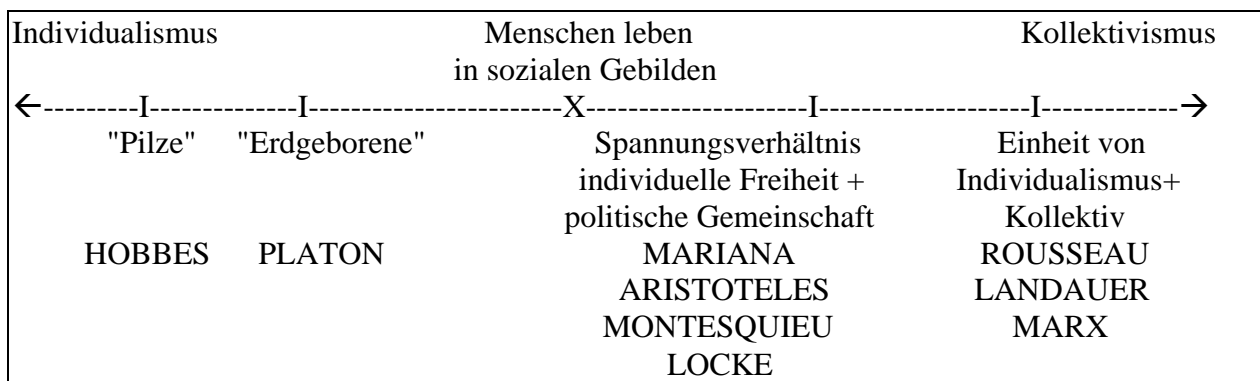 Individualismus Menschen leben Kollektivismus
in sozialen Gebilden
←---------I--------------I------------------------X---------------------I--------------------I-------------→
"Pilze" "Erdgeborene" Spannungsverhältnis Einheit von
individuelle Freiheit + Individualismus+
politische Gemeinschaft Kollektiv
HOBBES PLATON MARIANA ROUSSEAU
ARISTOTELES LANDAUER
MONTESQUIEU MARX
LOCKE